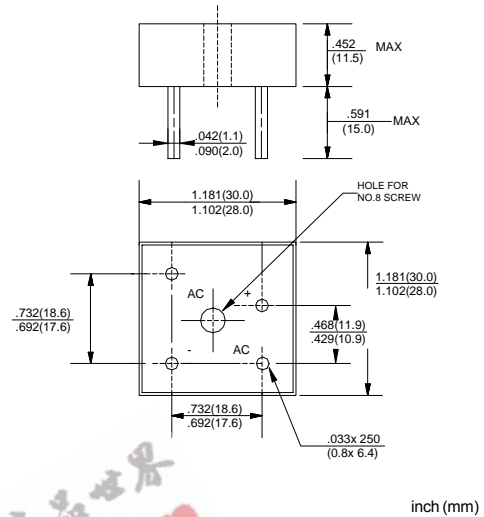 .452
(11.5)
MAX
.591
(15.0)
MAX
.042(1.1)
.090(2.0)
1.181(30.0)
1.102(28.0)
HOLE FOR
NO.8 SCREW
AC
+
.732(18.6)
.692(17.6)
1.181(30.0)
1.102(28.0)
.468(11.9)
.429(10.9)
-
AC
.732(18.6)
.692(17.6)
.033x 250
(0.8x 6.4)
世界
inch (mm)